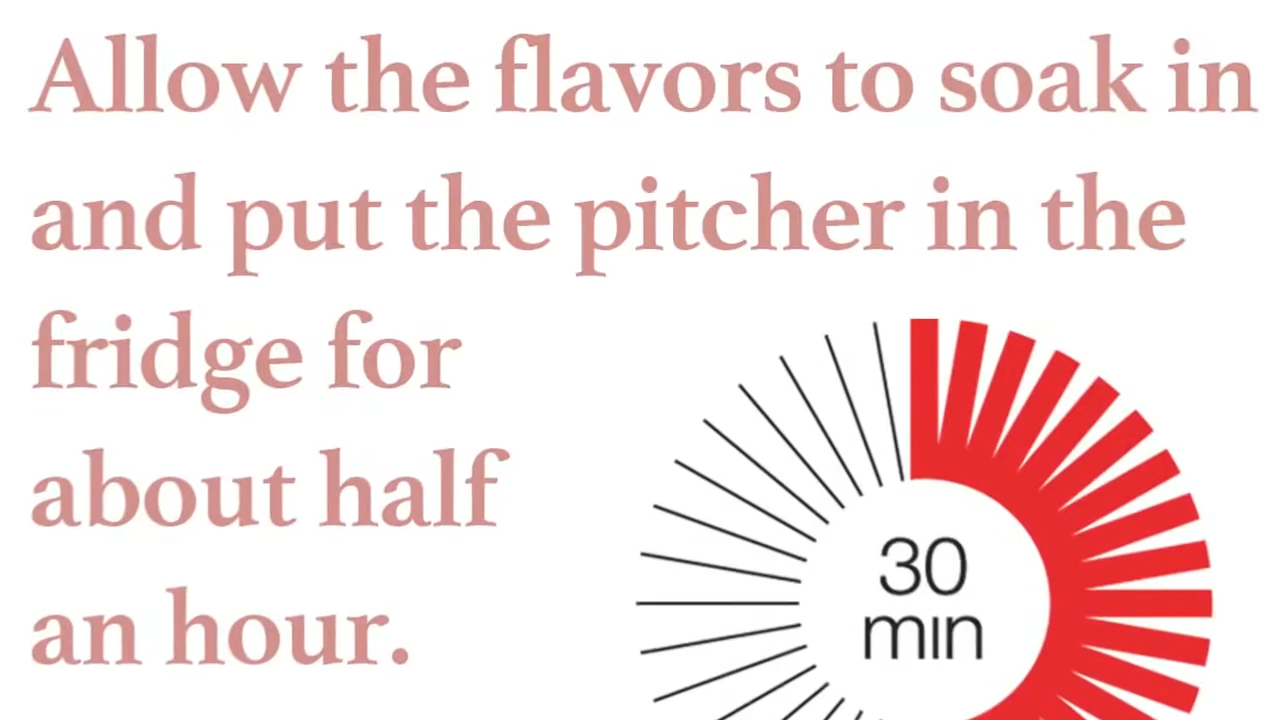 Allow the flavors to soak in
and put the pitcher in the
fridge for
about half
an hour.
30
min